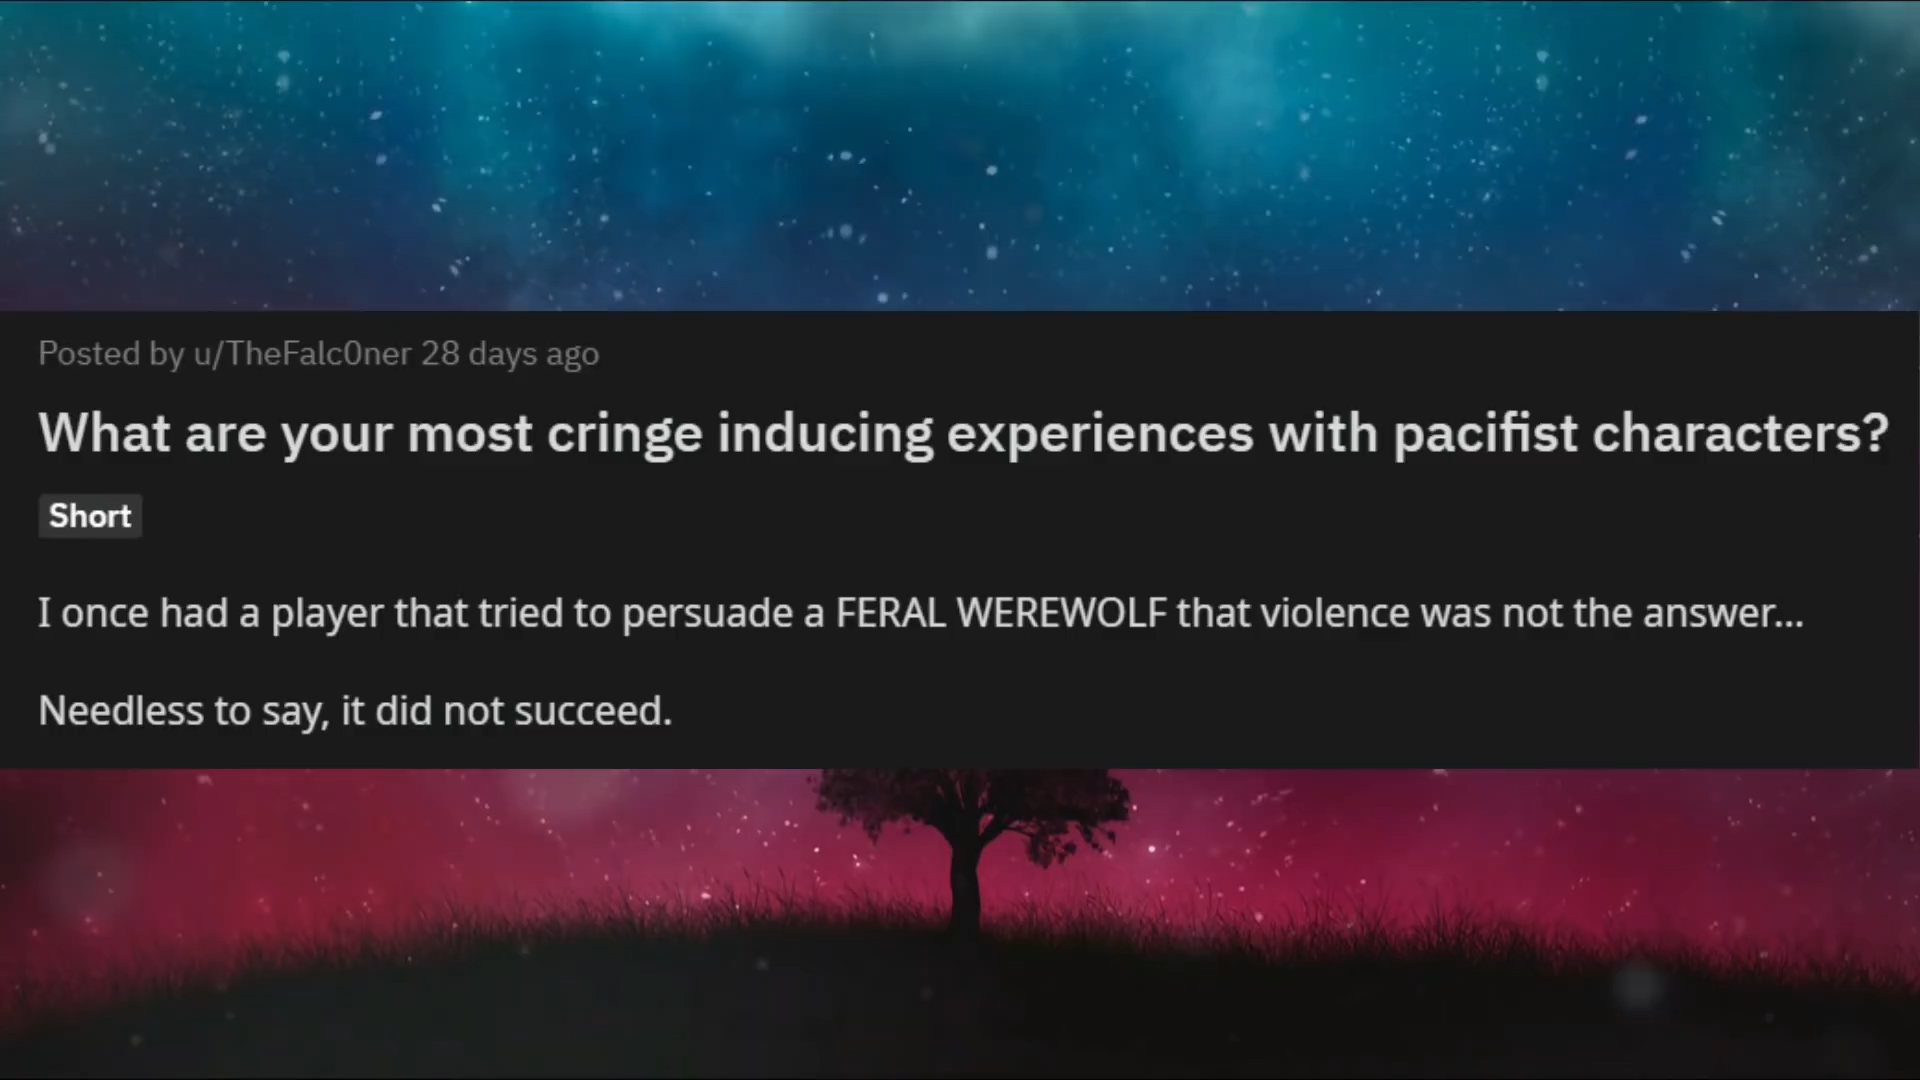 Posted by u/TheFalc0ner 28 days ago
What are your most cringe inducing experiences with pacifist characters?
Short
I once had a player that tried to persuade a FERAL WEREWOLF that violence was not the answer...
Needless to say, it did not succeed.